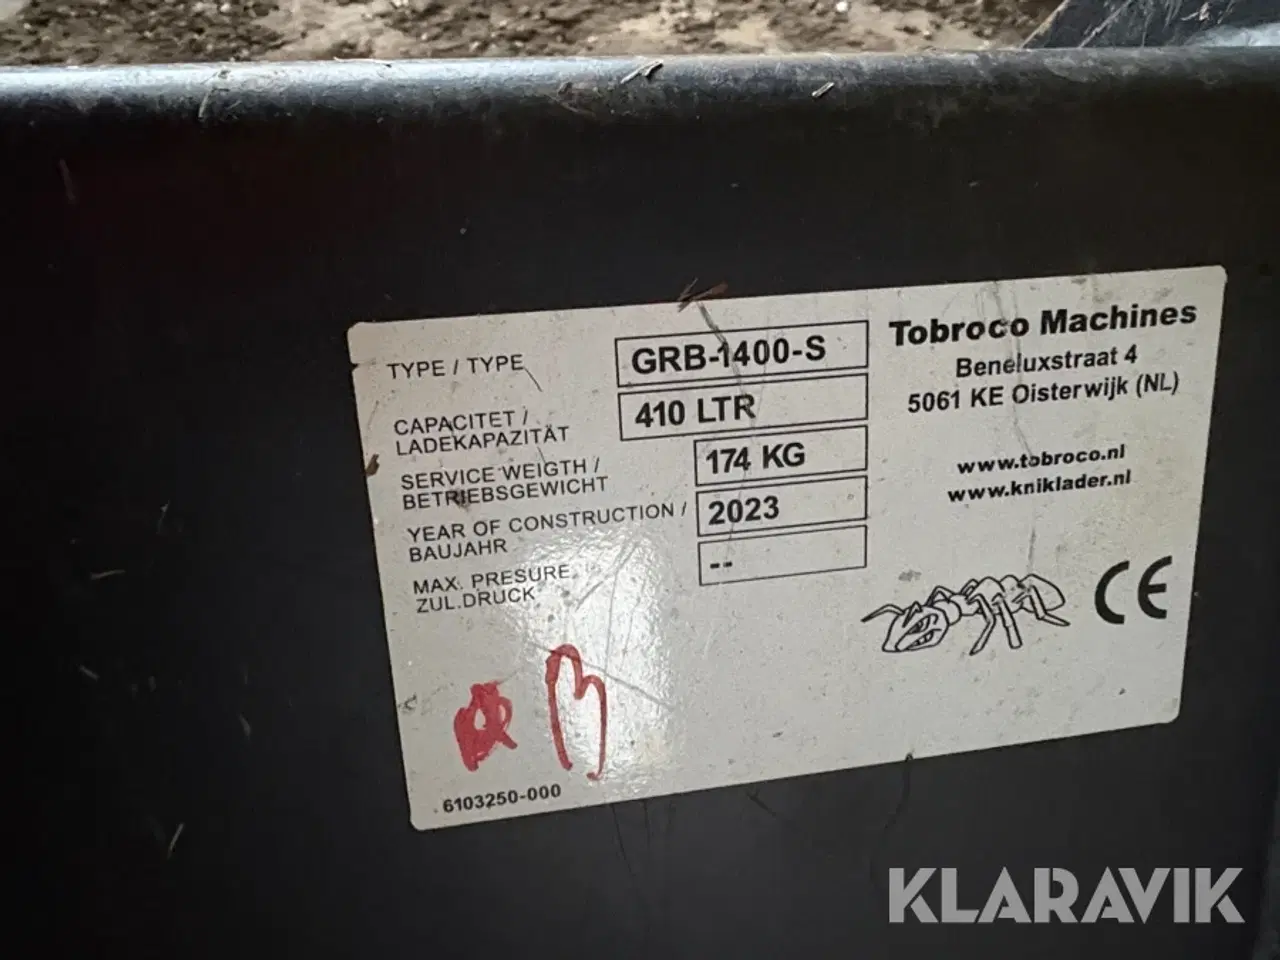 TYPE / TYPE GRB-1400-S
CAPACITET /
LADEKAPAZITÄT 410 LTR
SERVICE WEIGTH /
BETRIEBSGEWICHT 174 KG
YEAR OF CONSTRUCTION /
BAUJAHR 2023
MAX. PRESURE
ZUL.DRUCK --
Tobroco Machines
Beneluxstraat 4
5061 KE Oisterwijk (NL)
www.tobroco.nl
www.kniklader.nl
CE
6103250-000
KLARAVIK